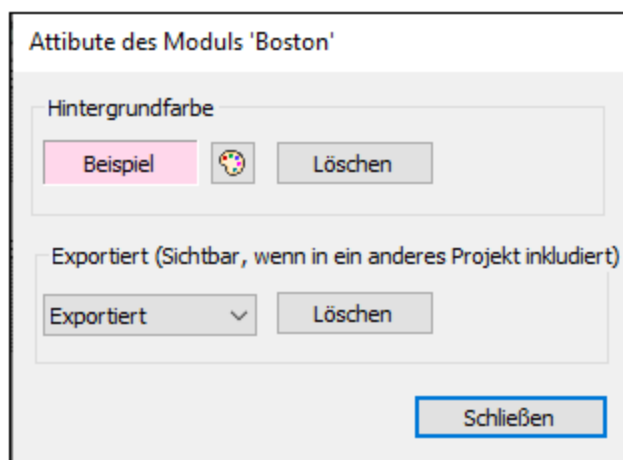 Attibute des Moduls 'Boston'
Hintergrundfarbe
Beispiel Löschen
Exportiert (Sichtbar, wenn in ein anderes Projekt inkludiert)
Exportiert Löschen
Schließen